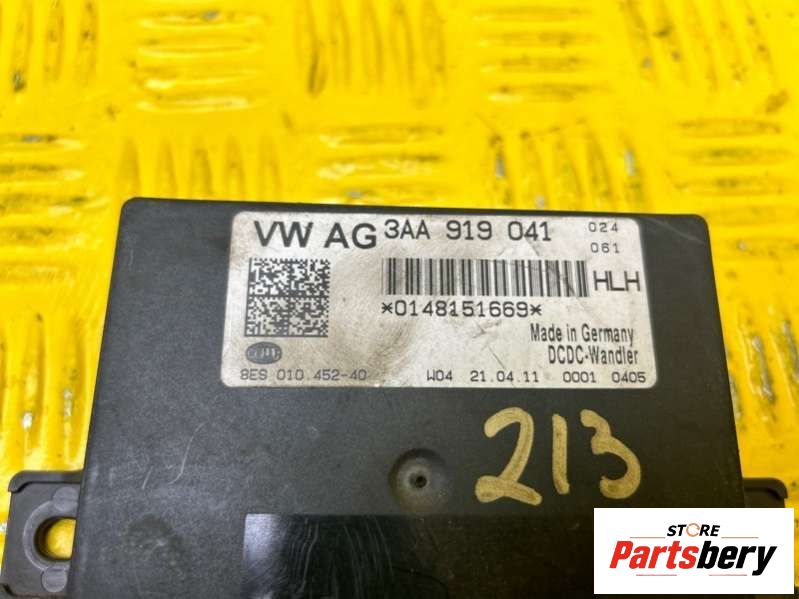 VW AG 3AA 919 041 024
061
HLH
*0148151669*
Made in Germany
DCDC-Wandler
HELLA
8ES 010.452-40 W04 21.04.11 0001 0405
213
STORE
Partsbery